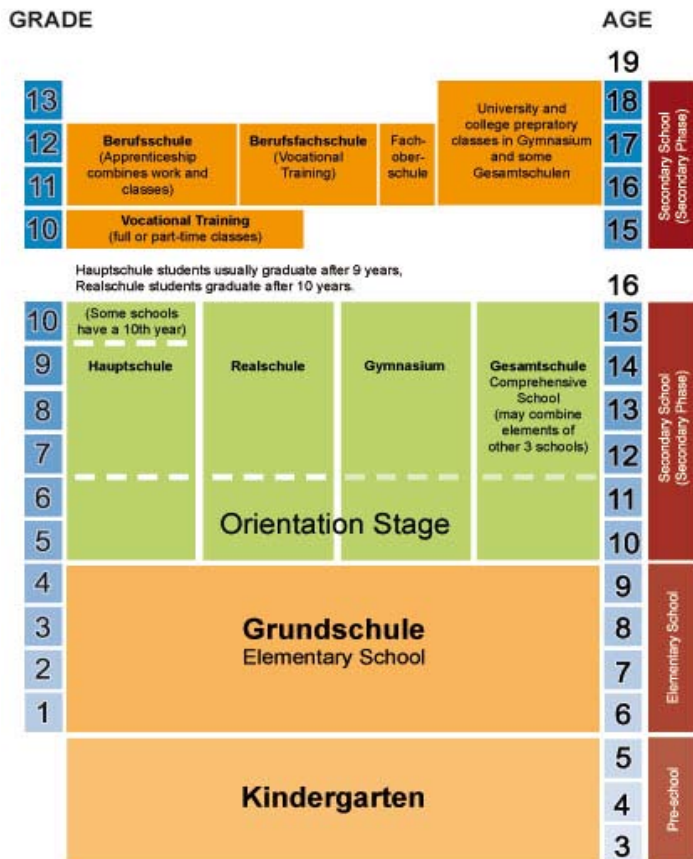 GRADE
AGE
19
13
12
11
10
Berufsschule
(Apprenticeship
combines work and
classes)
Berufsfachschule
(Vocational
Training)
Fach-
ober-
schule
University and
college prepratory
classes in Gymnasium
and some
Gesamtschulen
18
17
16
15
Secondary School
(Secondary Phase)
Vocational Training
(full or part-time classes)
Hauptschule students usually graduate after 9 years,
Realschule students graduate after 10 years.
16
10
9
8
7
6
5
(Some schools
have a 10th year)
Hauptschule
Realschule
Gymnasium
Gesamtschule
Comprehensive
School
(may combine
elements of
other 3 schools)
Orientation Stage
15
14
13
12
11
10
Secondary School
(Secondary Phase)
4
3
2
1
Grundschule
Elementary School
9
8
7
6
Elementary School
Kindergarten
5
4
3
Pre-school